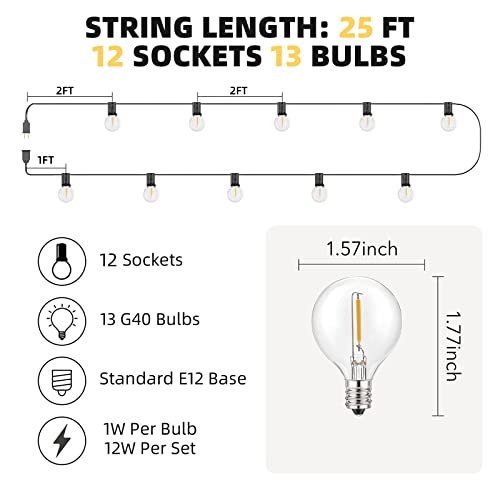 STRING LENGTH: 25 FT
12 SOCKETS 13 BULBS
2FT
2FT
1FT
12 Sockets
13 G40 Bulbs
Standard E12 Base
1W Per Bulb
12W Per Set
1.57inch
1.77inch